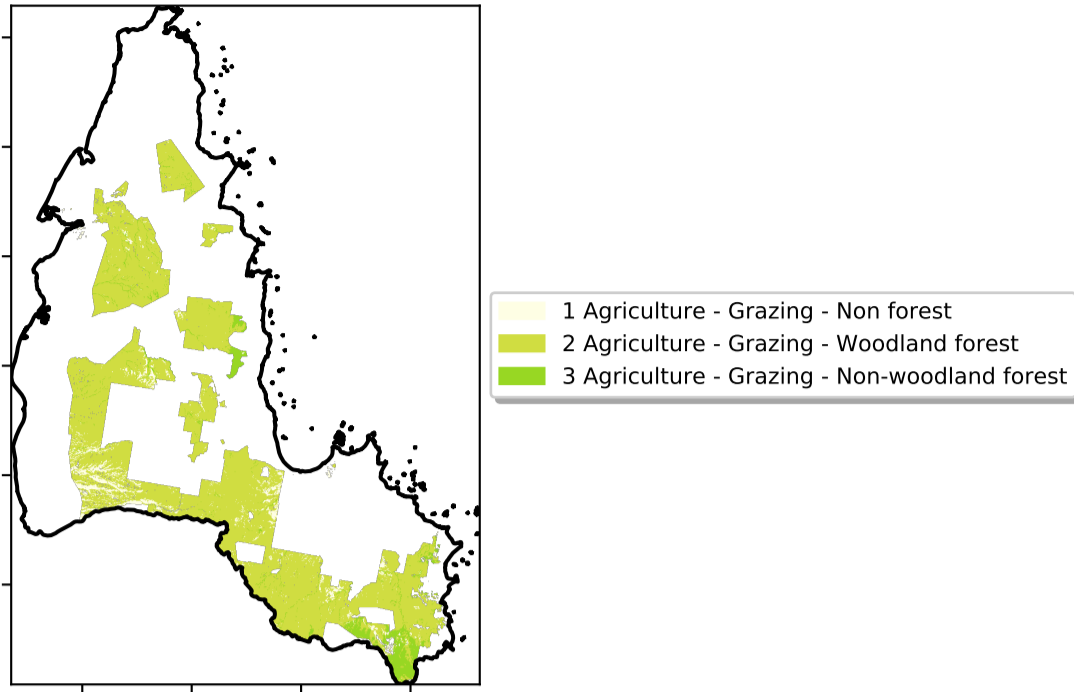 1 Agriculture - Grazing - Non forest
2 Agriculture - Grazing - Woodland forest
3 Agriculture - Grazing - Non-woodland forest